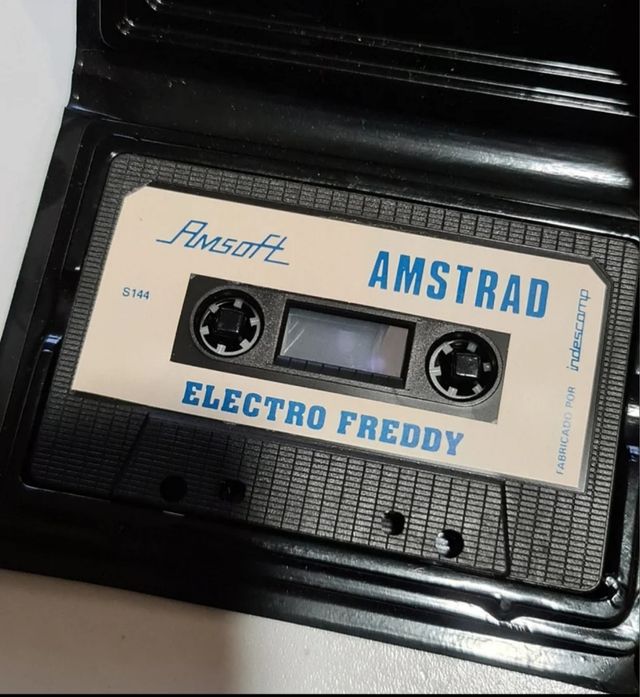 Amsoft
AMSTRAD
S144
ELECTRO FREDDY
FABRICADO POR indescomp